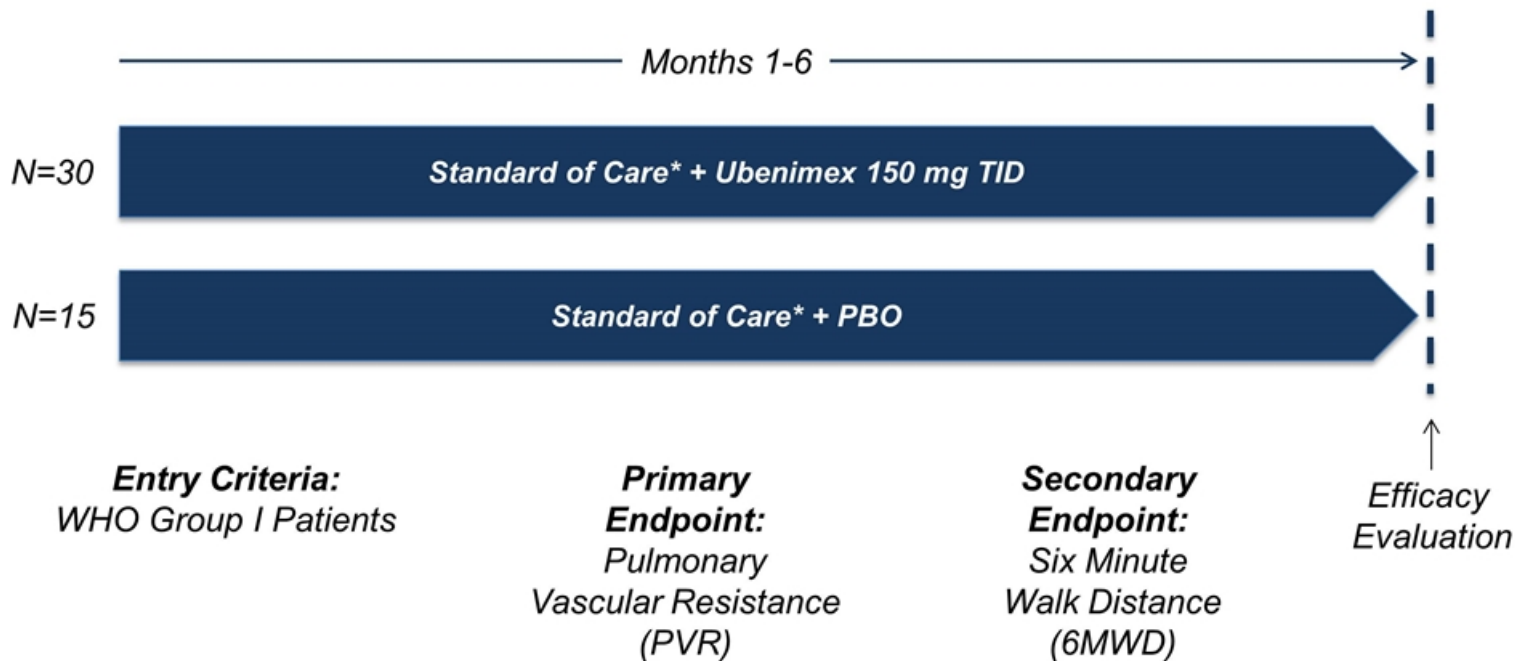 Months 1-6
N=30
Standard of Care* + Ubenimex 150 mg TID
N=15
Standard of Care* + PBO
Entry Criteria:
WHO Group I Patients
Primary
Endpoint:
Pulmonary
Vascular Resistance
(PVR)
Secondary
Endpoint:
Six Minute
Walk Distance
(6MWD)
Efficacy
Evaluation